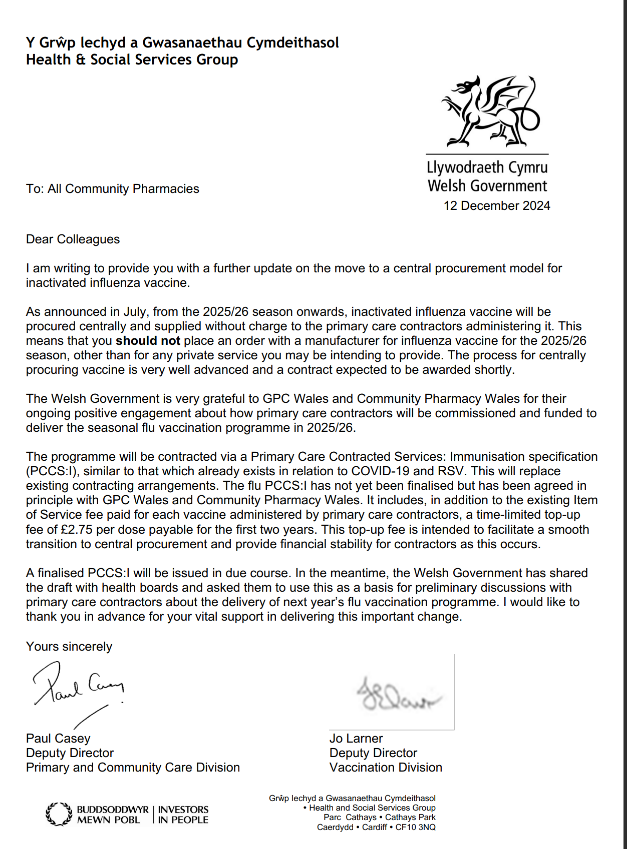 Y Grŵp Iechyd a Gwasanaethau Cymdeithasol
Health & Social Services Group
Llywodraeth Cymru
Welsh Government
To: All Community Pharmacies
12 December 2024
Dear Colleagues
I am writing to provide you with a further update on the move to a central procurement model for
inactivated influenza vaccine.
As announced in July, from the 2025/26 season onwards, inactivated influenza vaccine will be
procured centrally and supplied without charge to the primary care contractors administering it. This
means that you should not place an order with a manufacturer for influenza vaccine for the 2025/26
season, other than for any private service you may be intending to provide. The process for centrally
procuring vaccine is very well advanced and a contract expected to be awarded shortly.
The Welsh Government is very grateful to GPC Wales and Community Pharmacy Wales for their
ongoing positive engagement about how primary care contractors will be commissioned and funded to
deliver the seasonal flu vaccination programme in 2025/26.
The programme will be contracted via a Primary Care Contracted Services: Immunisation specification
(PCCS:I), similar to that which already exists in relation to COVID-19 and RSV. This will replace
existing contracting arrangements. The flu PCCS:I has not yet been finalised but has been agreed in
principle with GPC Wales and Community Pharmacy Wales. It includes, in addition to the existing Item
of Service fee paid for each vaccine administered by primary care contractors, a time-limited top-up
fee of £2.75 per dose payable for the first two years. This top-up fee is intended to facilitate a smooth
transition to central procurement and provide financial stability for contractors as this occurs.
A finalised PCCS:I will be issued in due course. In the meantime, the Welsh Government has shared
the draft with health boards and asked them to use this as a basis for preliminary discussions with
primary care contractors about the delivery of next year's flu vaccination programme. I would like to
thank you in advance for your vital support in delivering this important change.
Yours sincerely
Paul Casey
Paul Casey
Deputy Director
Primary and Community Care Division
Jo Larner
Deputy Director
Vaccination Division
BUDDSODDWYR | INVESTORS
MEWN POBL | IN PEOPLE
Grŵp Iechyd a Gwasanaethau Cymdeithasol
• Health and Social Services Group
Parc Cathays • Cathays Park
Caerdydd • Cardiff • CF10 3NQ